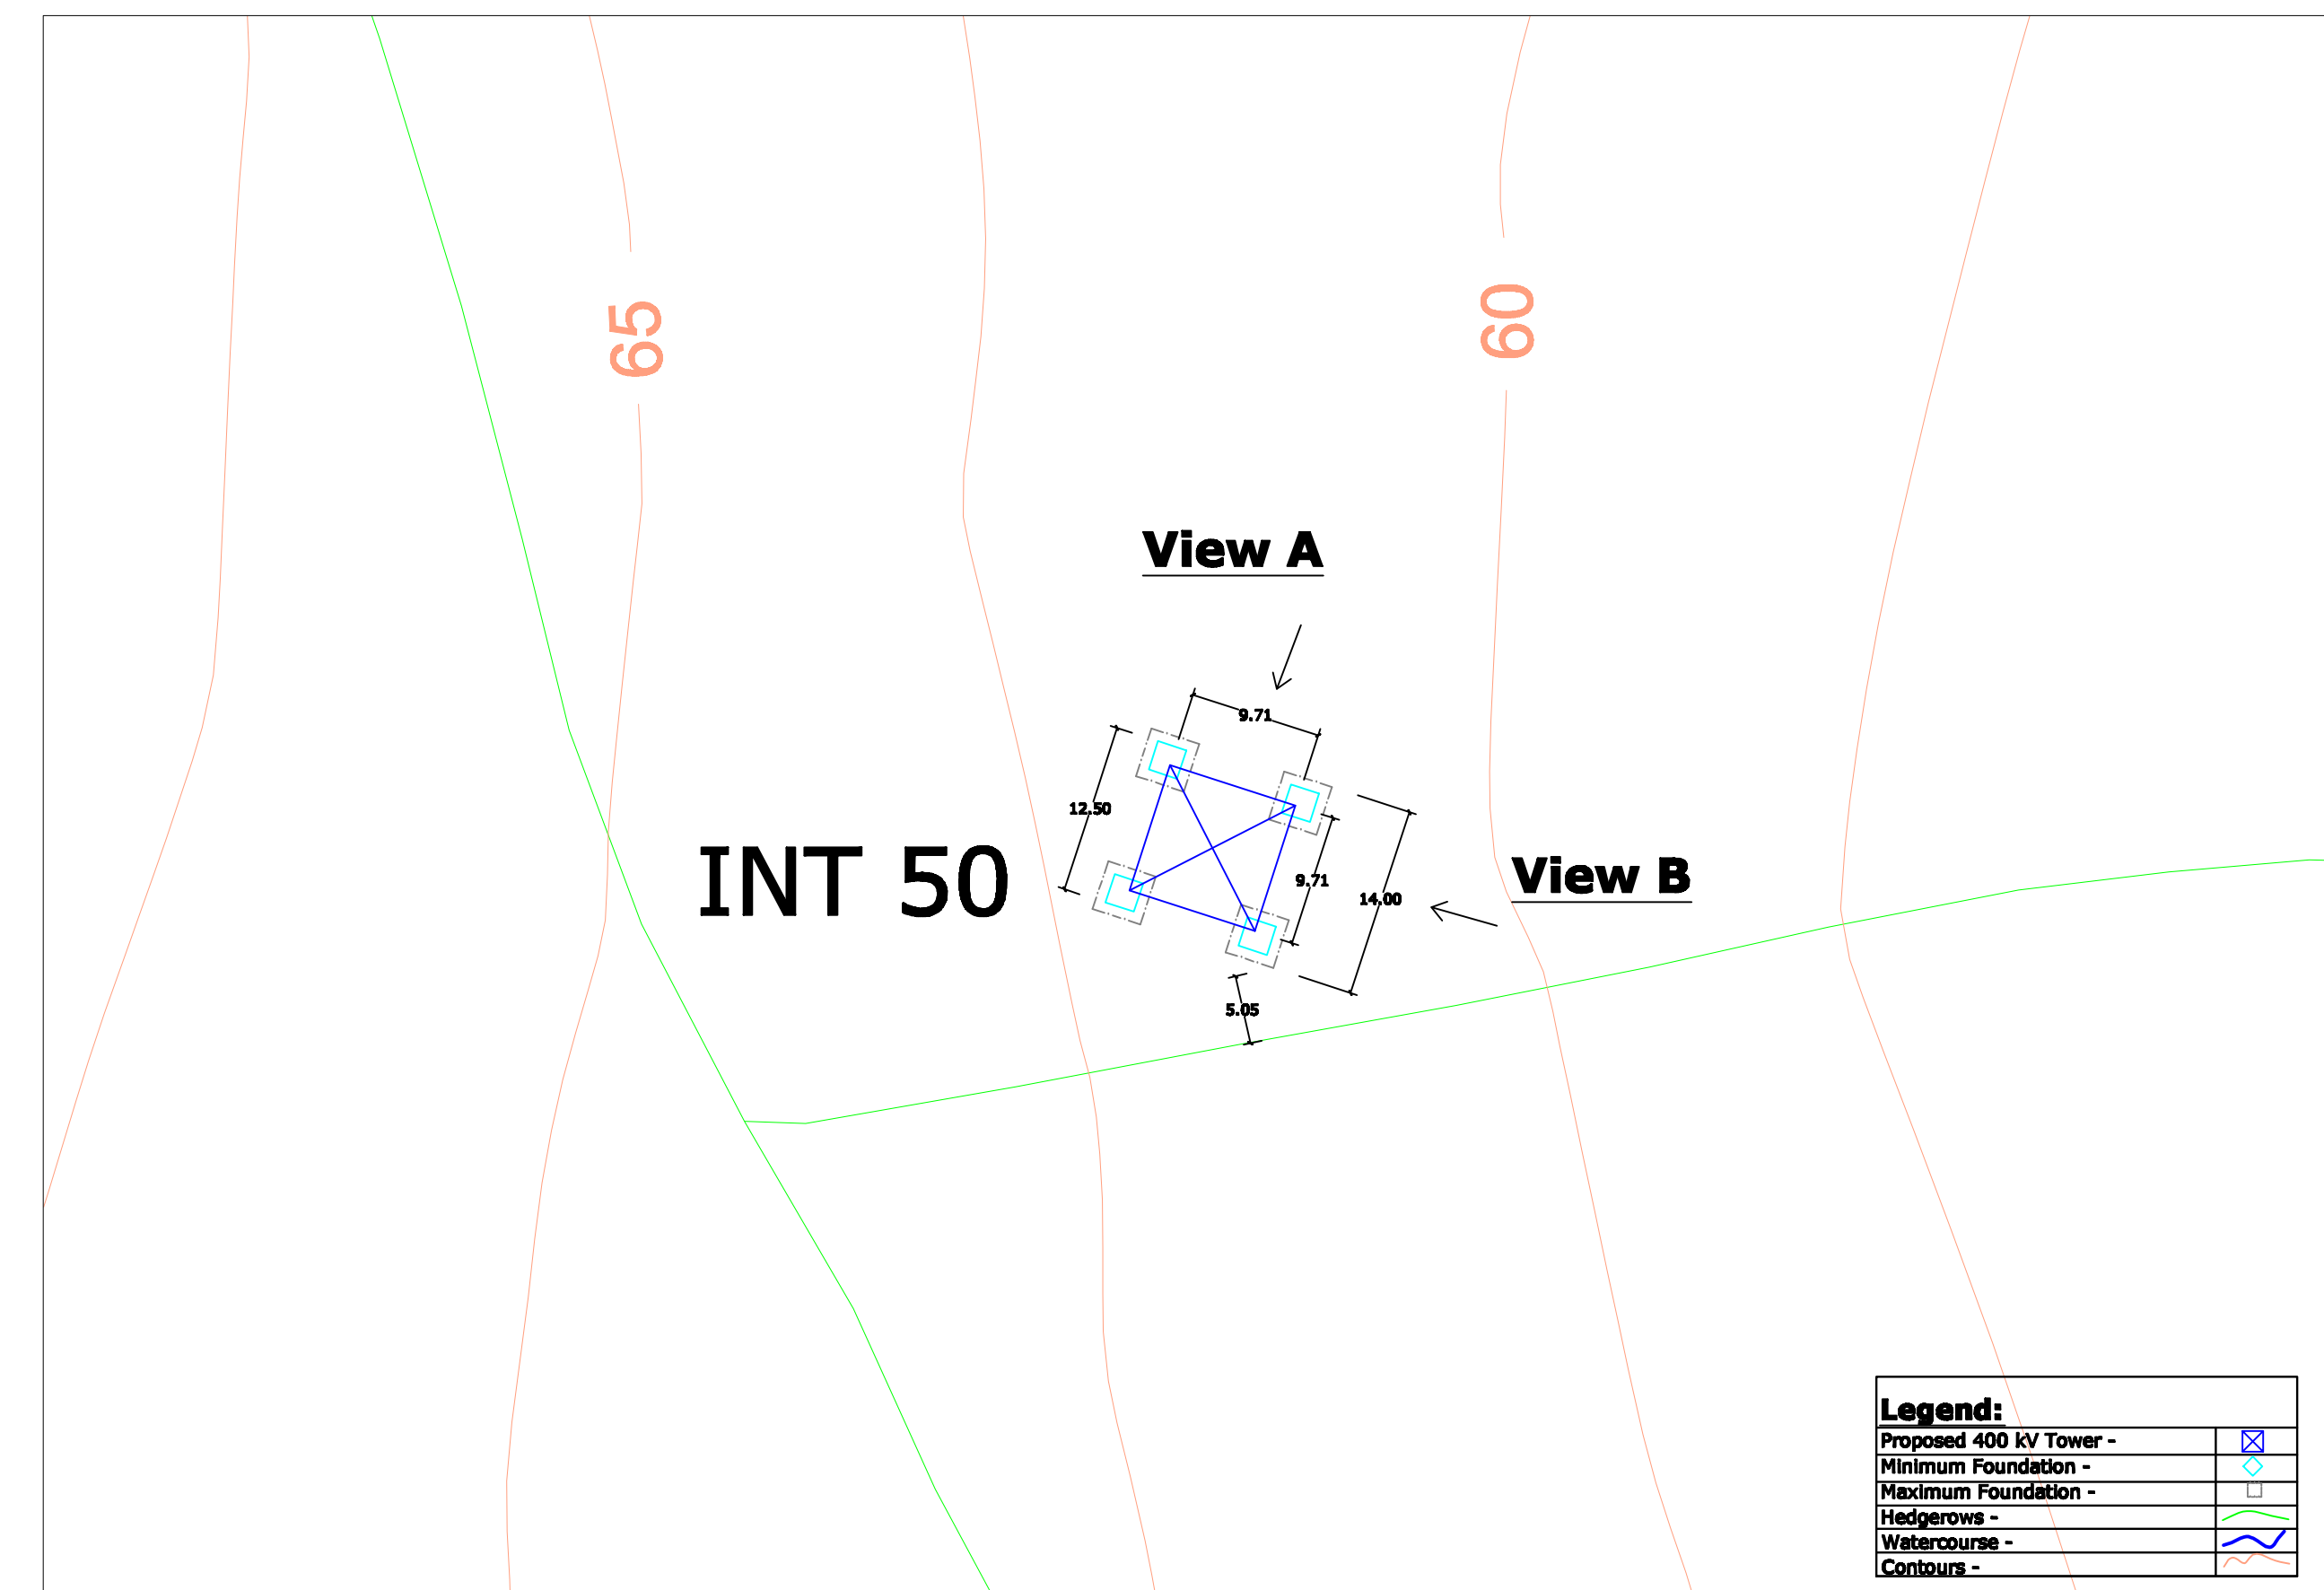 65
60
View A
9.71
12.50
INT 50
9.71
14.00
View B
5.05
Legend:
Proposed 400 kV Tower -
Minimum Foundation -
Maximum Foundation -
Hedgerows -
Watercourse -
Contours -